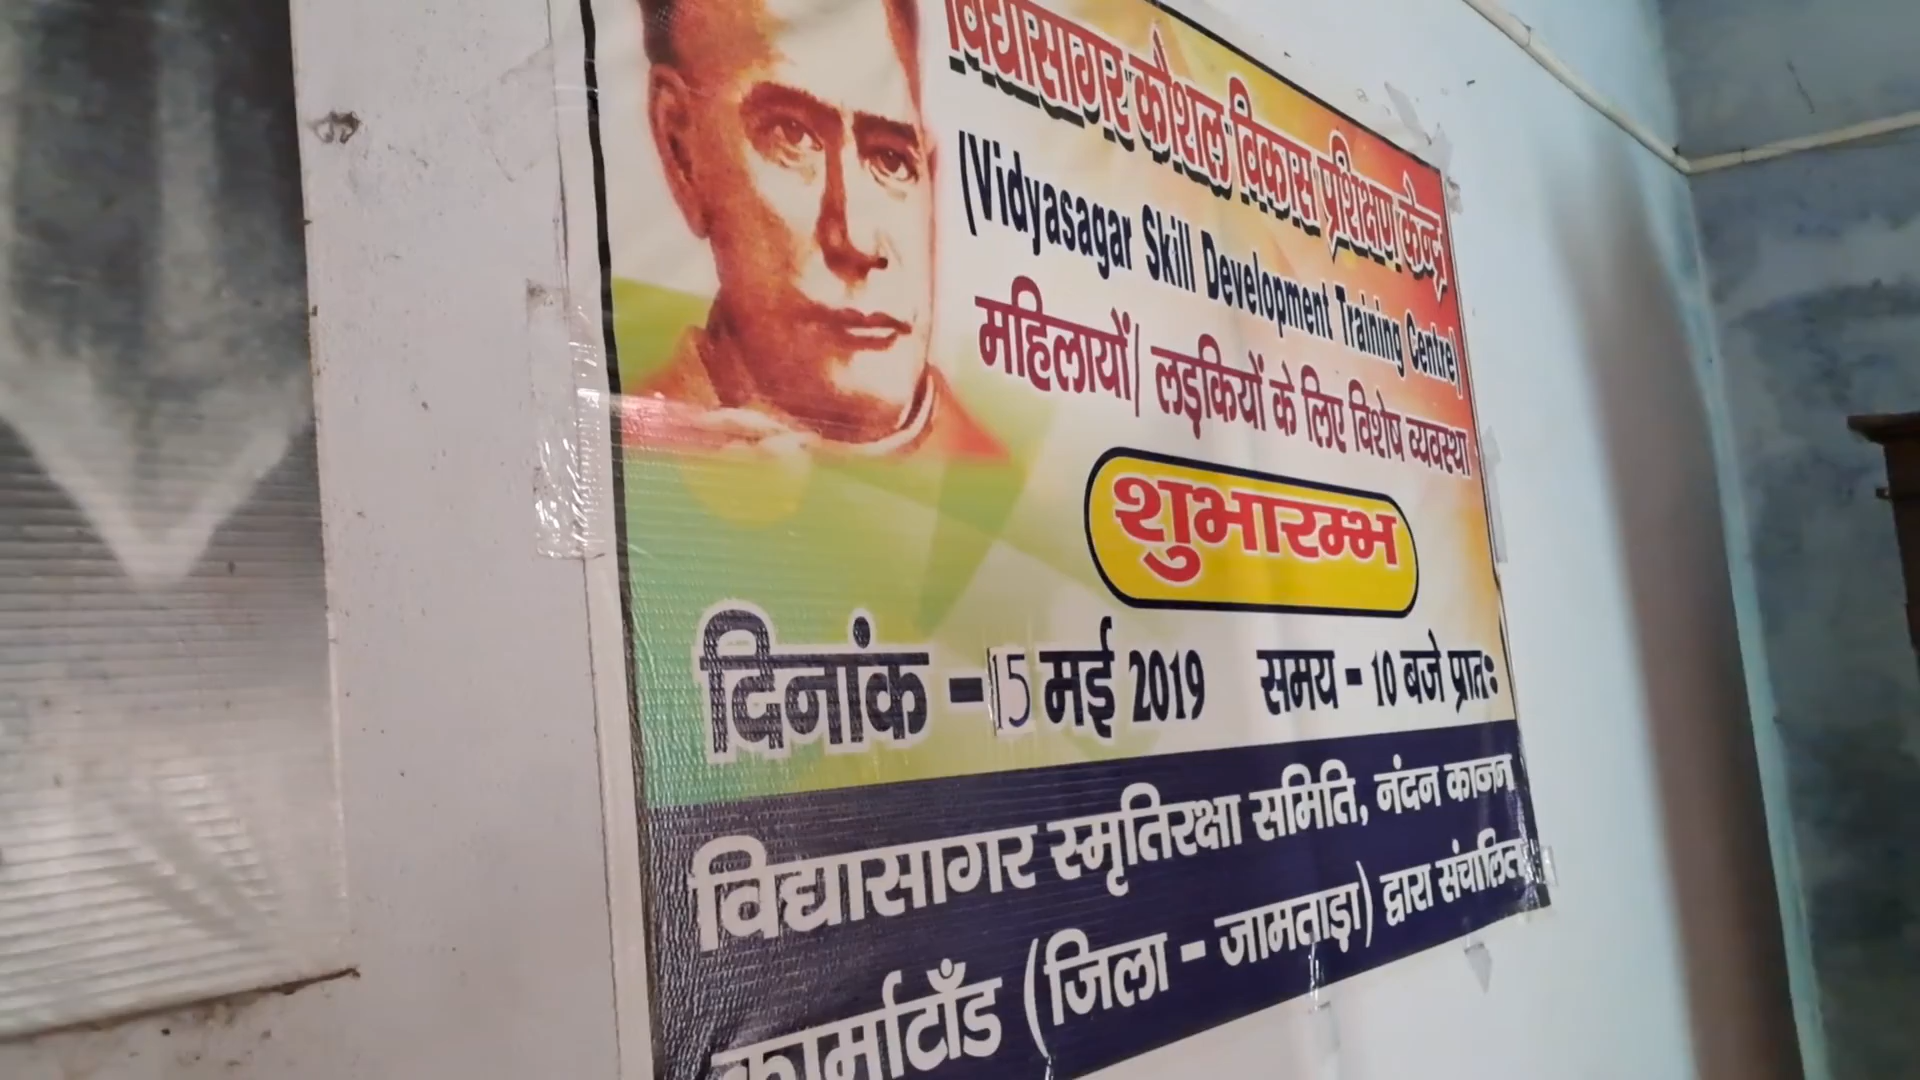 विद्यासागर कौशल विकास प्रशिक्षण केन्द्र
(Vidyasagar Skill Development Training Centre)
महिलायों/ लड़कियों के लिए विशेष व्यवस्था
शुभारम्भ
दिनांक - 15 मई 2019 समय - 10 बजे प्रातः
विद्यासागर स्मृतिरक्षा समिति, नंदन कानन
कार्माटाँड (जिला - जामताड़ा) द्वारा संचालित